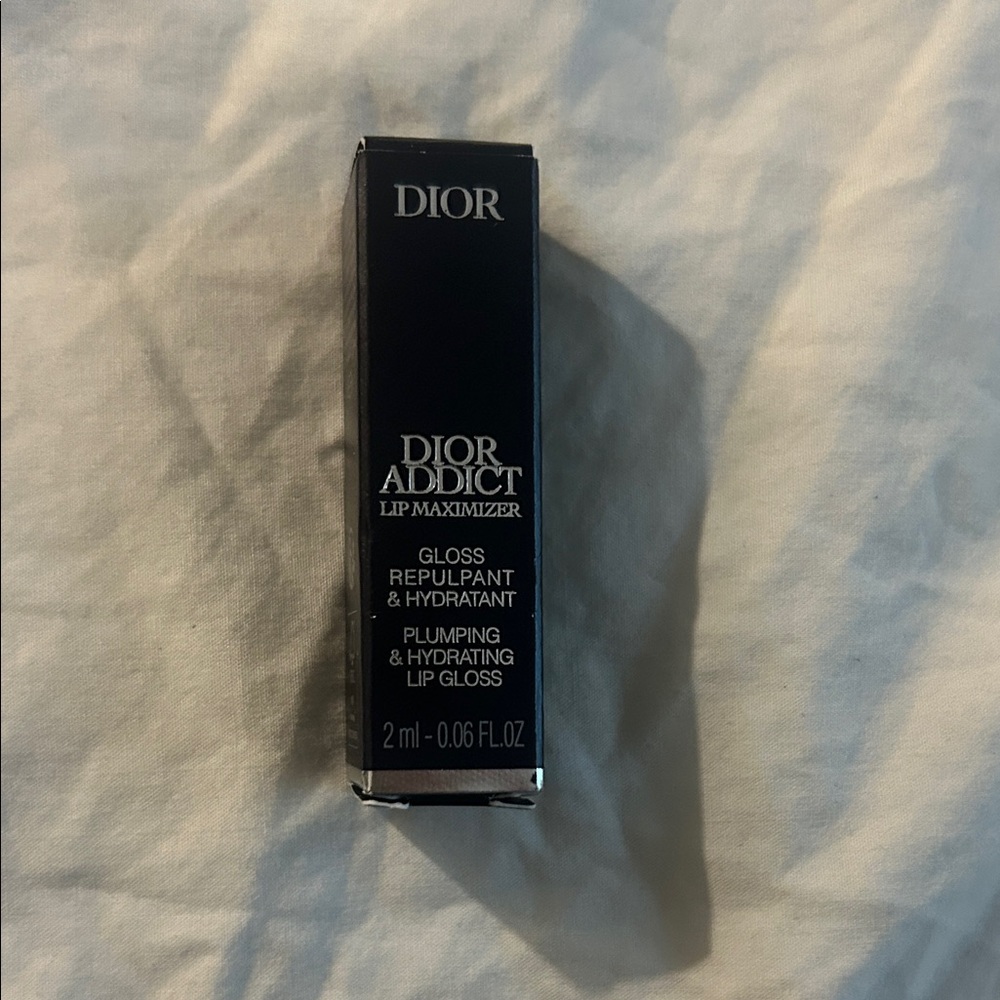 DIOR
DIOR
ADDICT
LIP MAXIMIZER
GLOSS
REPULPANT
& HYDRATANT
PLUMPING
& HYDRATING
LIP GLOSS
2 ml - 0.06 FL.OZ